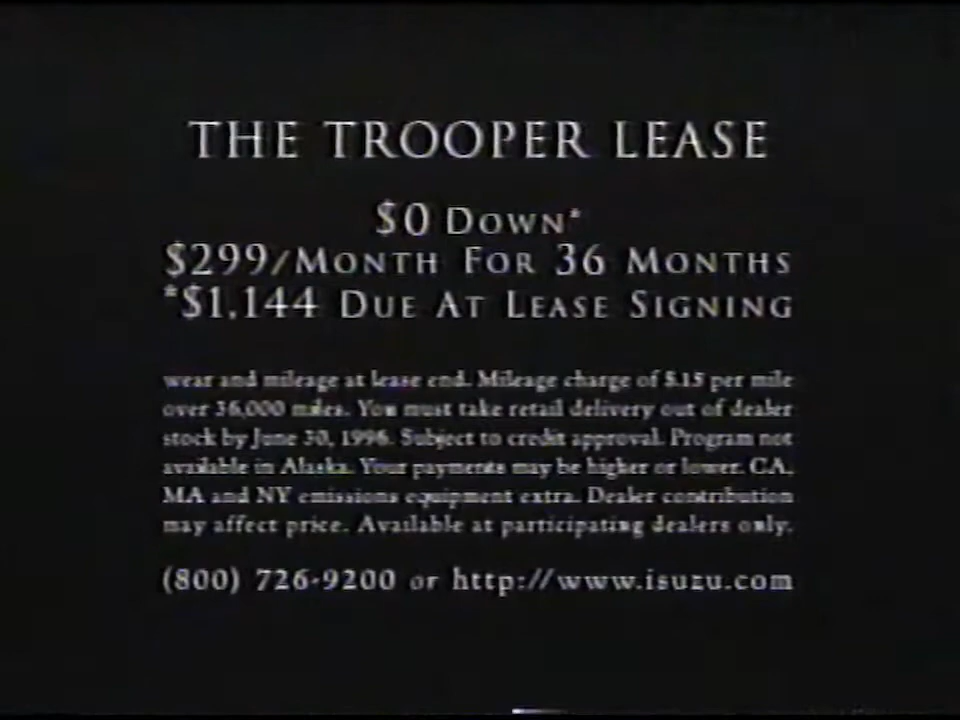 THE TROOPER LEASE
$0 DOWN*
$299/MONTH FOR 36 MONTHS
*$1,144 DUE AT LEASE SIGNING
wear and mileage at lease end. Mileage charge of $.15 per mile
over 36,000 miles. You must take retail delivery out of dealer
stock by June 30, 1996. Subject to credit approval. Program not
available in Alaska. Your payments may be higher or lower. CA,
MA and NY emissions equipment extra. Dealer contribution
may affect price. Available at participating dealers only.
(800) 726-9200 or http://www.isuzu.com